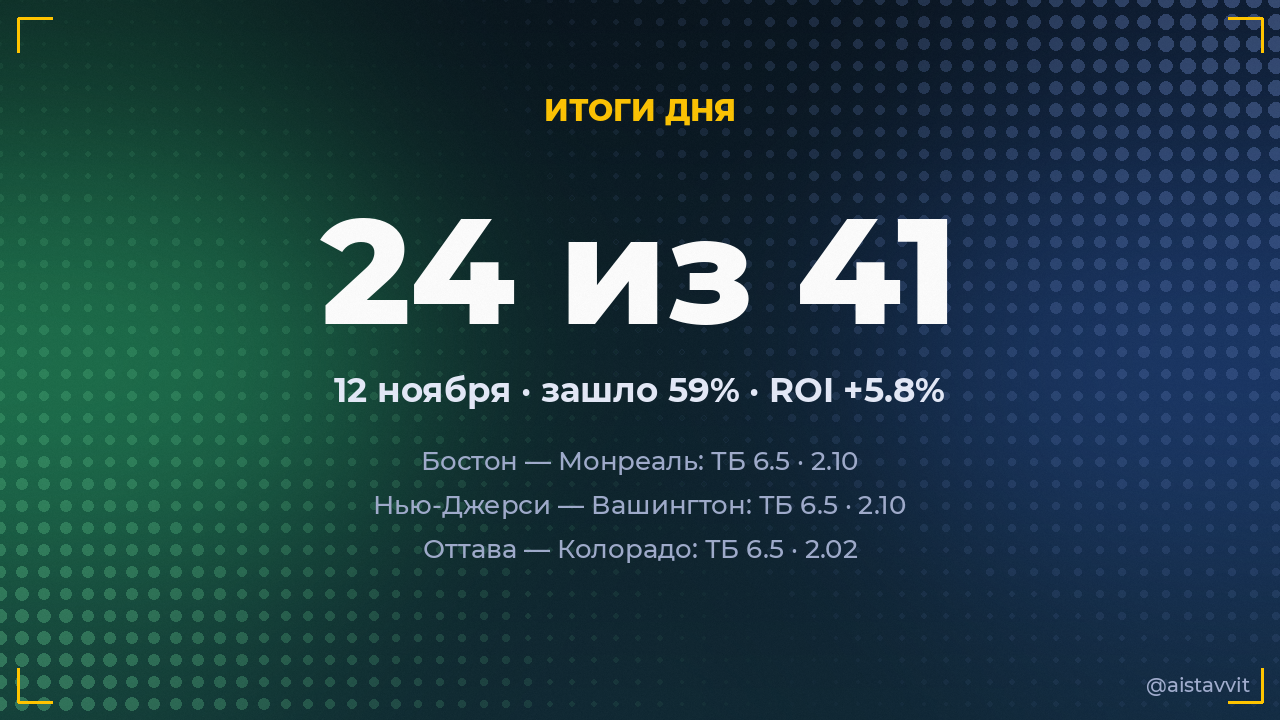 ИТОГИ ДНЯ
24 из 41
12 ноября · зашло 59% · ROI +5.8%
Бостон — Монреаль: ТБ 6.5 · 2.10
Нью-Джерси — Вашингтон: ТБ 6.5 · 2.10
Оттава — Колорадо: ТБ 6.5 · 2.02
@aistavvit